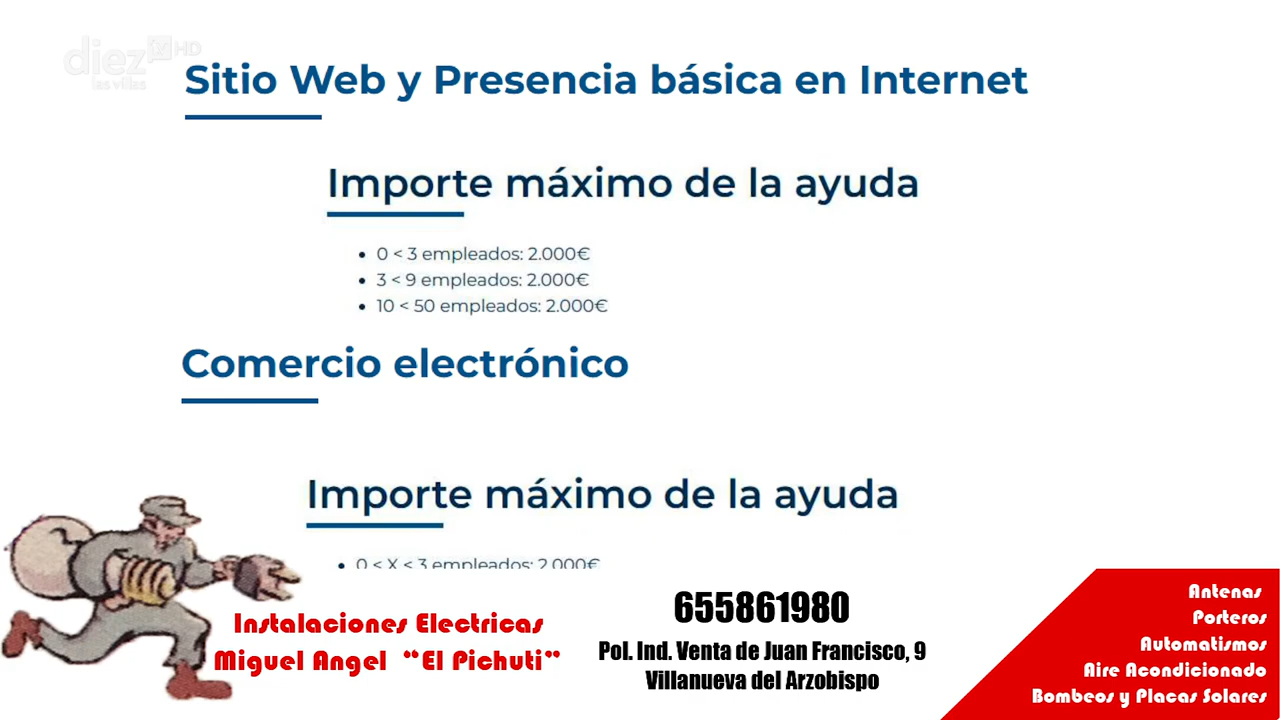 diez tv HD
las villas
Sitio Web y Presencia básica en Internet
Importe máximo de la ayuda
• 0 < 3 empleados: 2.000€
• 3 < 9 empleados: 2.000€
• 10 < 50 empleados: 2.000€
Comercio electrónico
Importe máximo de la ayuda
• 0 < X < 3 empleados: 2.000€
Instalaciones Electricas
Miguel Angel “El Pichuti”
655861980
Pol. Ind. Venta de Juan Francisco, 9
Villanueva del Arzobispo
Antenas
Porteros
Automatismos
Aire Acondicionado
Bombeos y Placas Solares